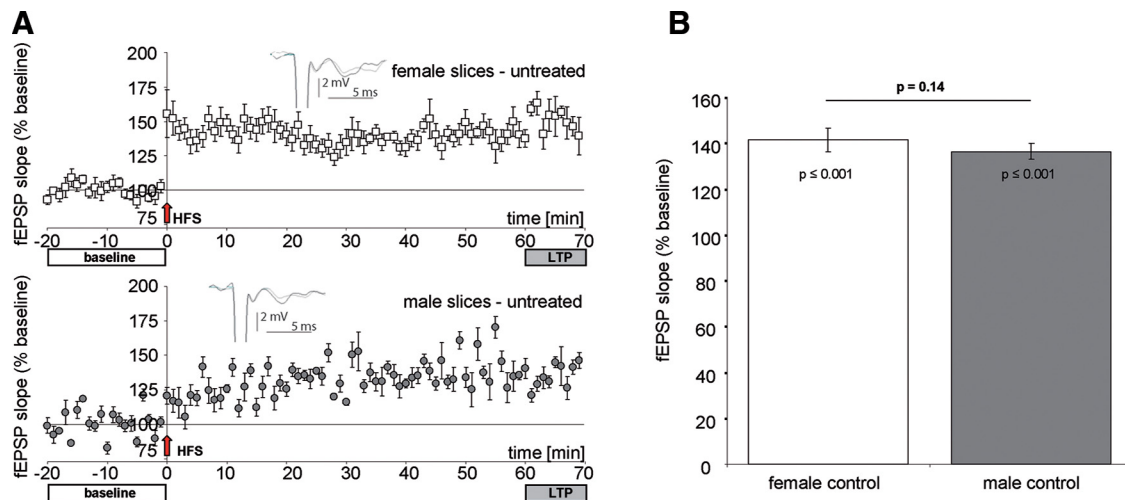 A
fEPSP slope (% baseline)
200
175
150
125
100
75
2 mV
5 ms
female slices - untreated
HFS
time [min]
-20 -10 0 10 20 30 40 50 60 70
baseline
LTP
fEPSP slope (% baseline)
200
175
150
125
100
75
2 mV
5 ms
male slices - untreated
HFS
time [min]
-20 -10 0 10 20 30 40 50 60 70
baseline
LTP
B
fEPSP slope (% baseline)
160
140
120
100
80
60
40
20
0
p = 0.14
p ≤ 0.001
p ≤ 0.001
female control
male control